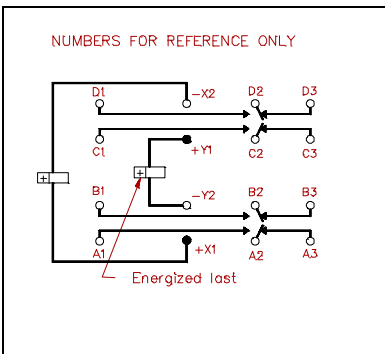 NUMBERS FOR REFERENCE ONLY
D1 -X2 D2 D3
C1 +Y1 C2 C3
+
+
B1 -Y2 B2 B3
A1 +X1 A2 A3
Energized last